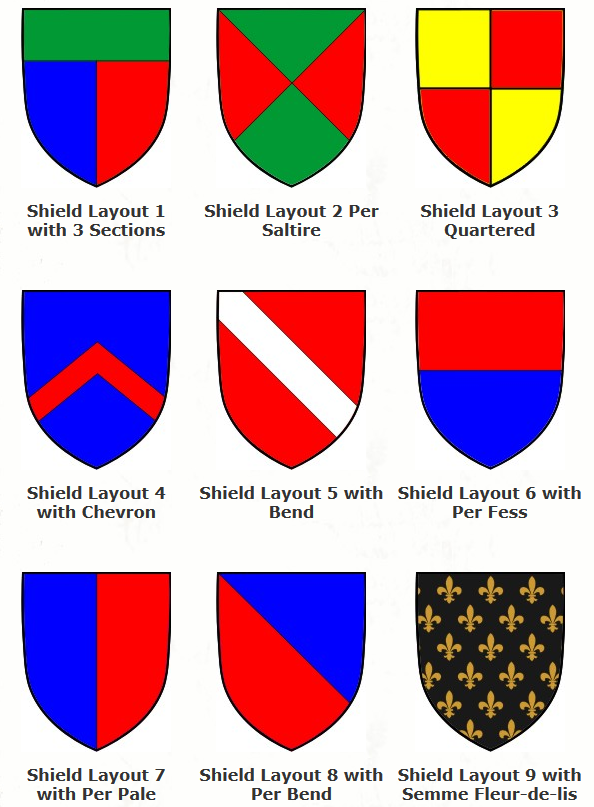 Shield Layout 1
with 3 Sections
Shield Layout 2 Per
Saltire
Shield Layout 3
Quartered
Shield Layout 4
with Chevron
Shield Layout 5 with
Bend
Shield Layout 6 with
Per Fess
Shield Layout 7
with Per Pale
Shield Layout 8 with
Per Bend
Shield Layout 9 with
Semme Fleur-de-lis